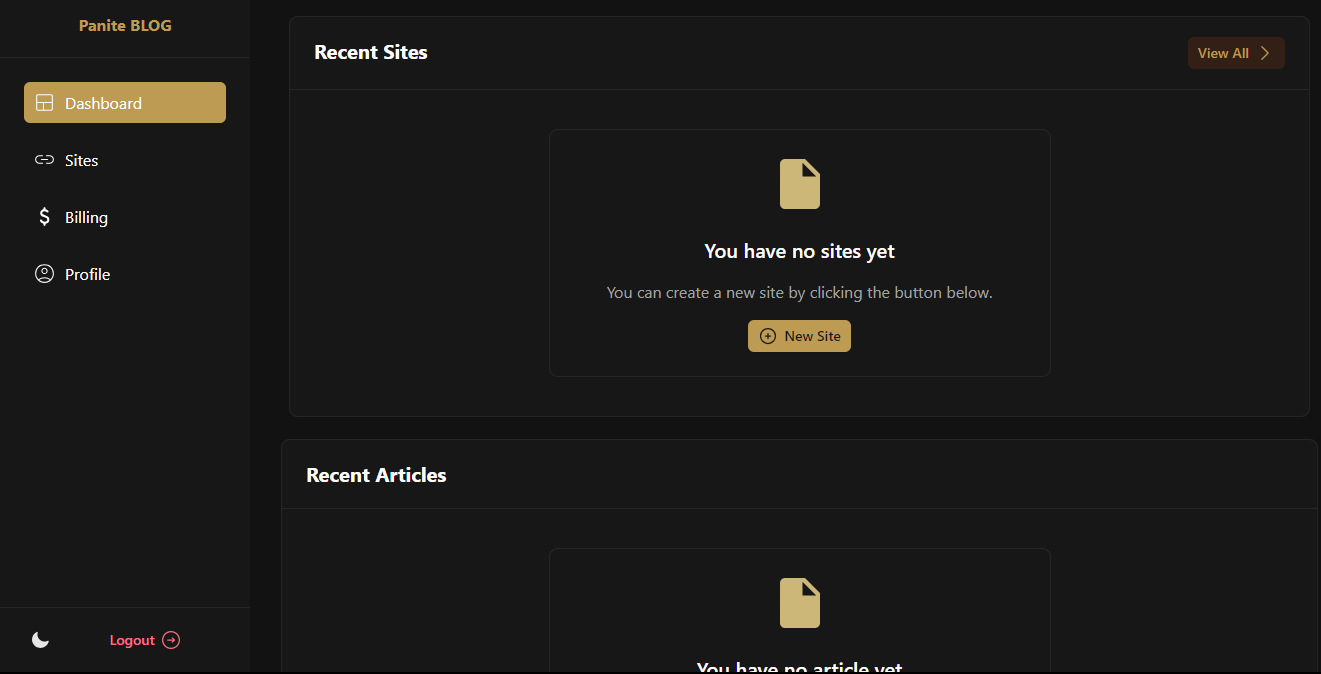 Panite BLOG
Dashboard
Sites
Billing
Profile
Logout
Recent Sites
View All
You have no sites yet
You can create a new site by clicking the button below.
New Site
Recent Articles
You have no article yet